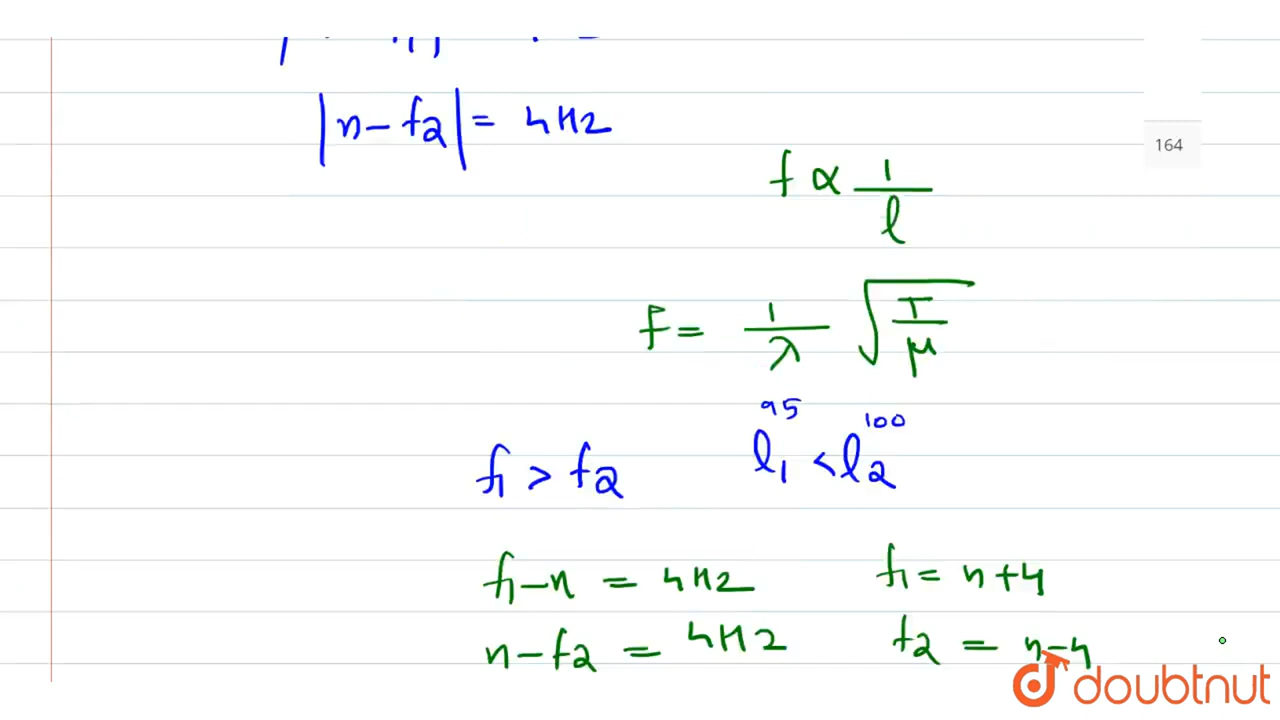 |n – f2| = 4Hz
164
f ∝ 1/l
F = 1/λ √(T/μ)
95 100
f1 > f2 l1 < l2
f1 – n = 4Hz f1 = n + 4
n – f2 = 4Hz f2 = n – 4
doubtnut